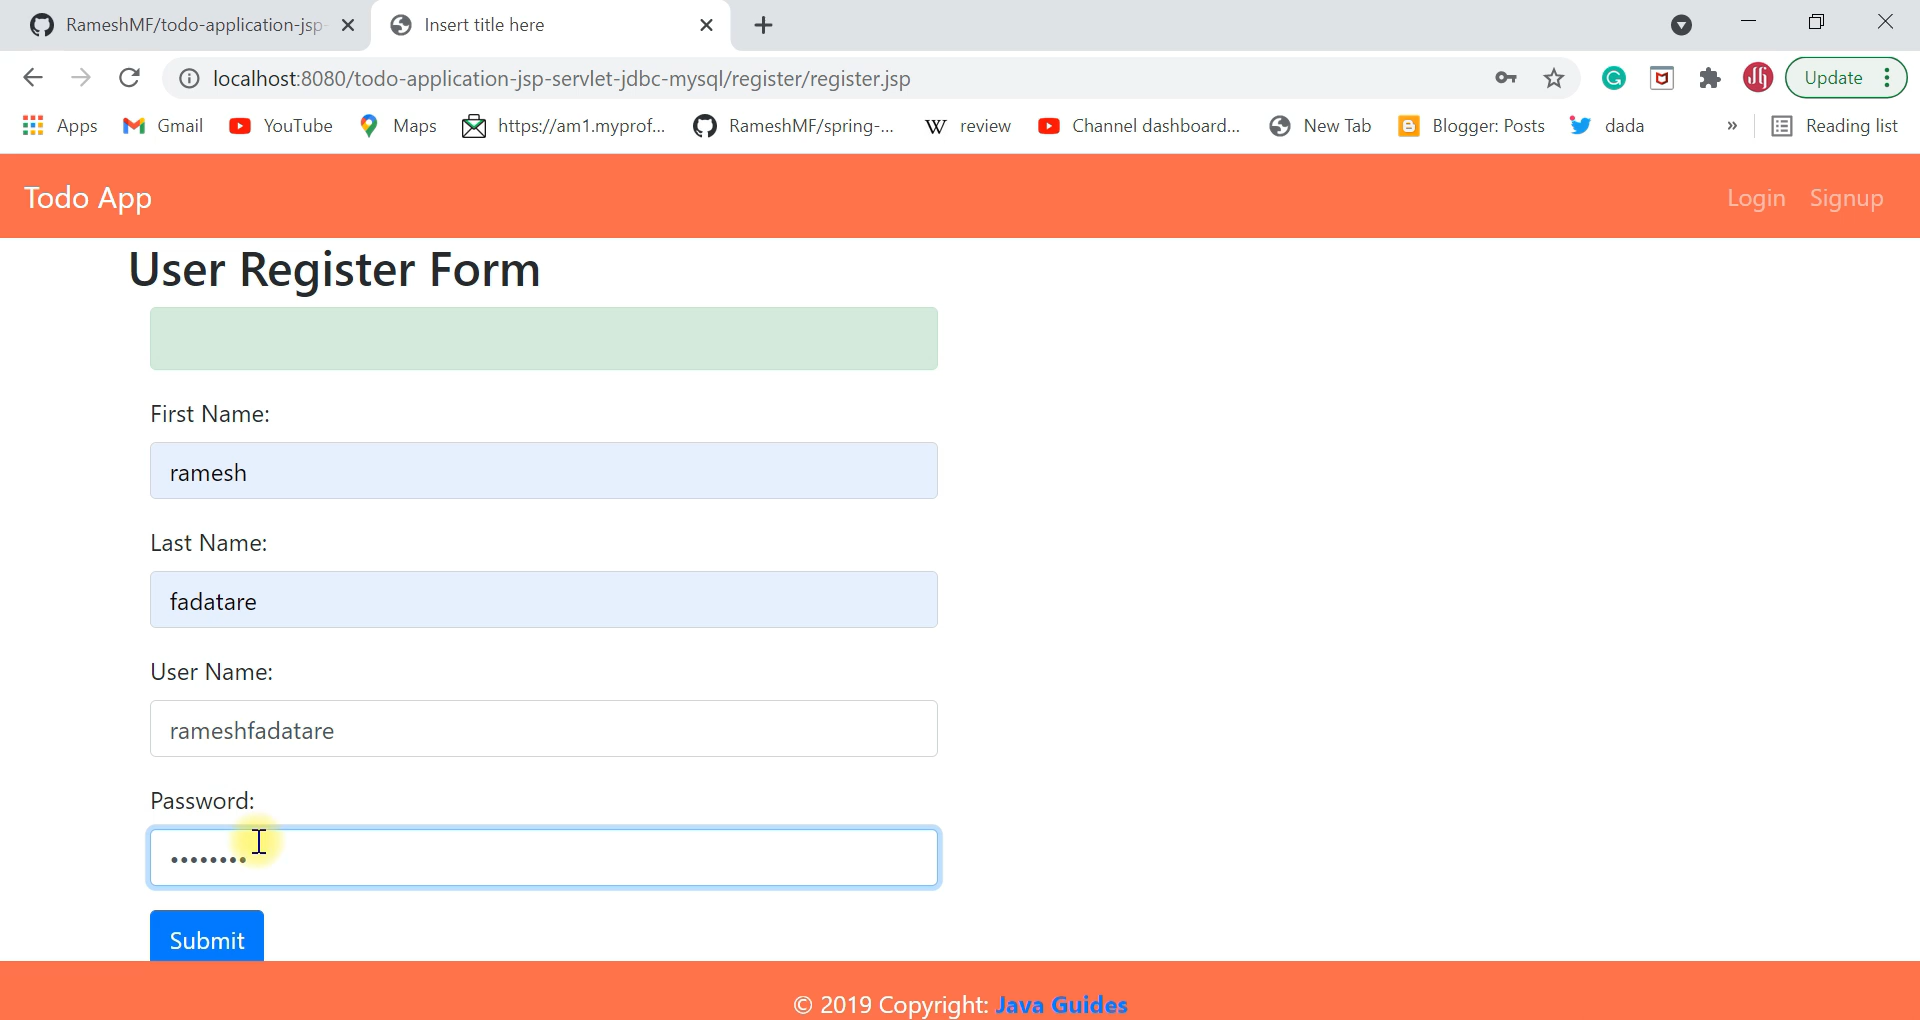 RameshMF/todo-application-jsp-
Insert title here
localhost:8080/todo-application-jsp-servlet-jdbc-mysql/register/register.jsp
Update
Apps
Gmail
YouTube
Maps
https://am1.myprof...
RameshMF/spring-...
W review
Channel dashboard...
New Tab
Blogger: Posts
dada
»
Reading list
Todo App
Login Signup
User Register Form
First Name:
ramesh
Last Name:
fadatare
User Name:
rameshfadatare
Password:
••••••••
Submit
© 2019 Copyright: Java Guides